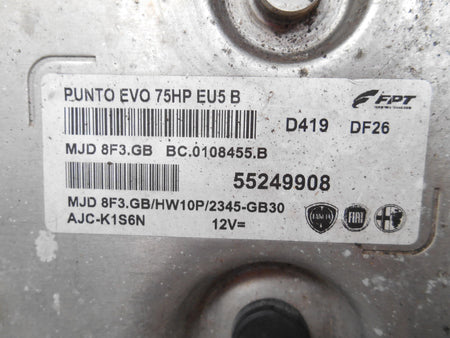 PUNTO EVO 75HP EU5 B
FPT
D419 DF26
MJD 8F3.GB BC.0108455.B
55249908
MJD 8F3.GB/HW10P/2345-GB30
AJC-K1S6N 12V=
LANCIA FIAT